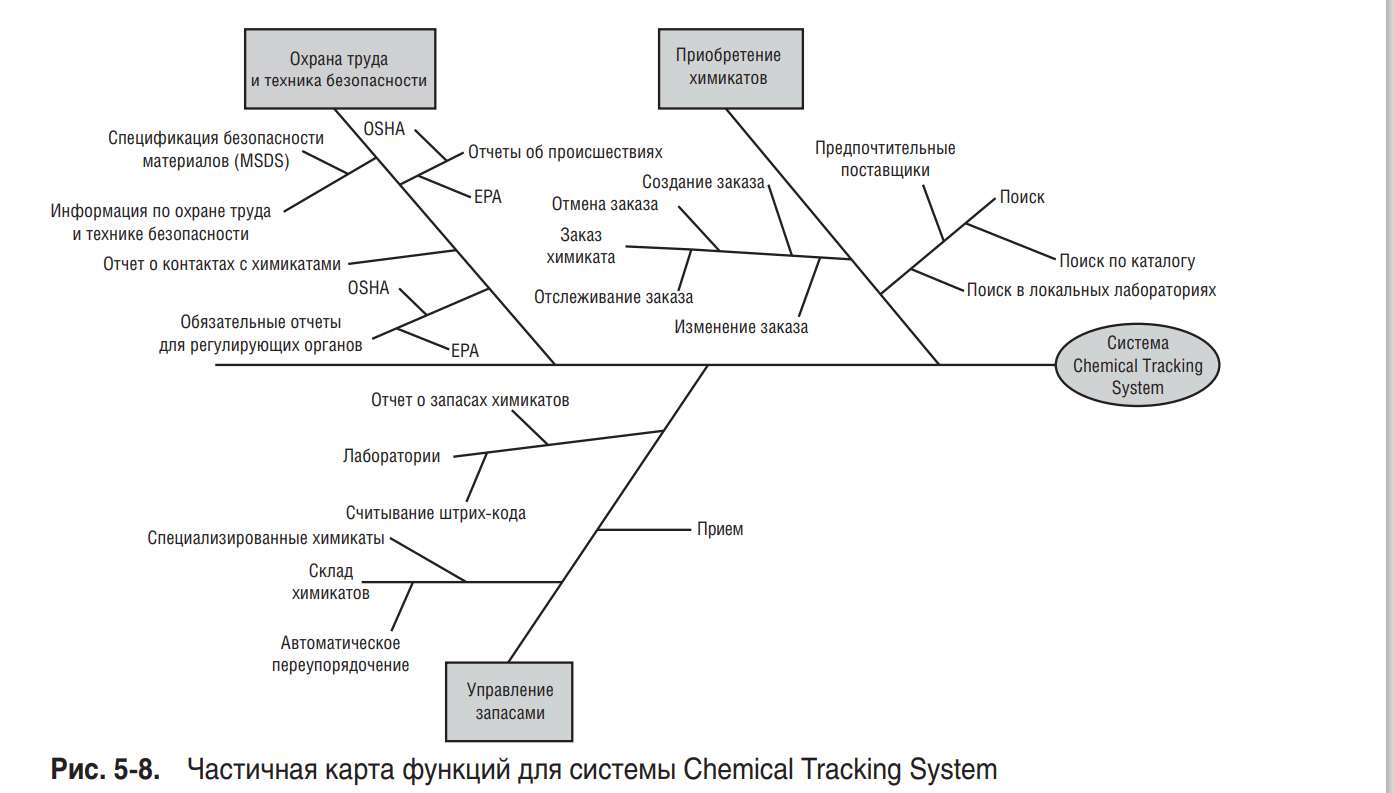 Охрана труда
и техника безопасности
Приобретение
химикатов
OSHA
Спецификация безопасности
материалов (MSDS)
Отчеты об происшествиях
EPA
Информация по охране труда
и технике безопасности
Отчет о контактах с химикатами
OSHA
Обязательные отчеты
для регулирующих органов
EPA
Предпочтительные
поставщики
Создание заказа
Отмена заказа
Поиск
Заказ
химиката
Поиск по каталогу
Отслеживание заказа
Поиск в локальных лабораториях
Изменение заказа
Система
Chemical Tracking
System
Отчет о запасах химикатов
Лаборатории
Считывание штрих-кода
Прием
Специализированные химикаты
Склад
химикатов
Автоматическое
переупорядочение
Управление
запасами
Рис. 5-8. Частичная карта функций для системы Chemical Tracking System